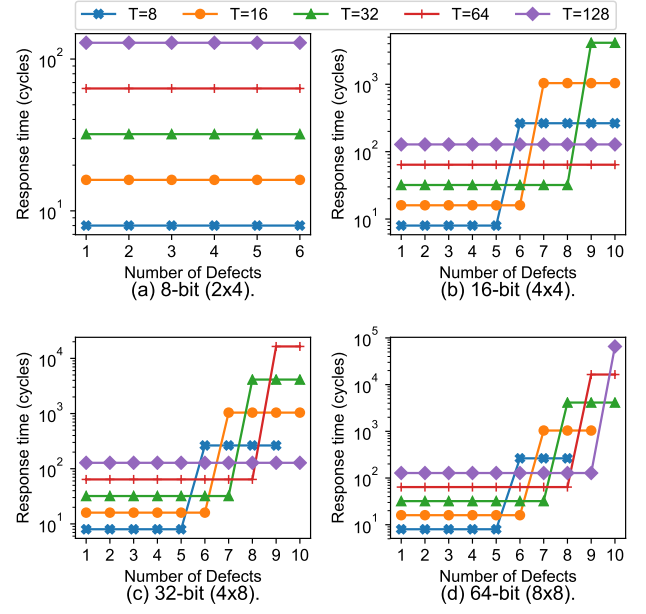 T=8 T=16 T=32 T=64 T=128
Response time (cycles)
10²
10¹
1 2 3 4 5 6
Number of Defects
(a) 8-bit (2x4).
Response time (cycles)
10³
10²
10¹
1 2 3 4 5 6 7 8 9 10
Number of Defects
(b) 16-bit (4x4).
Response time (cycles)
10⁴
10³
10²
10¹
1 2 3 4 5 6 7 8 9 10
Number of Defects
(c) 32-bit (4x8).
Response time (cycles)
10⁵
10⁴
10³
10²
10¹
1 2 3 4 5 6 7 8 9 10
Number of Defects
(d) 64-bit (8x8).